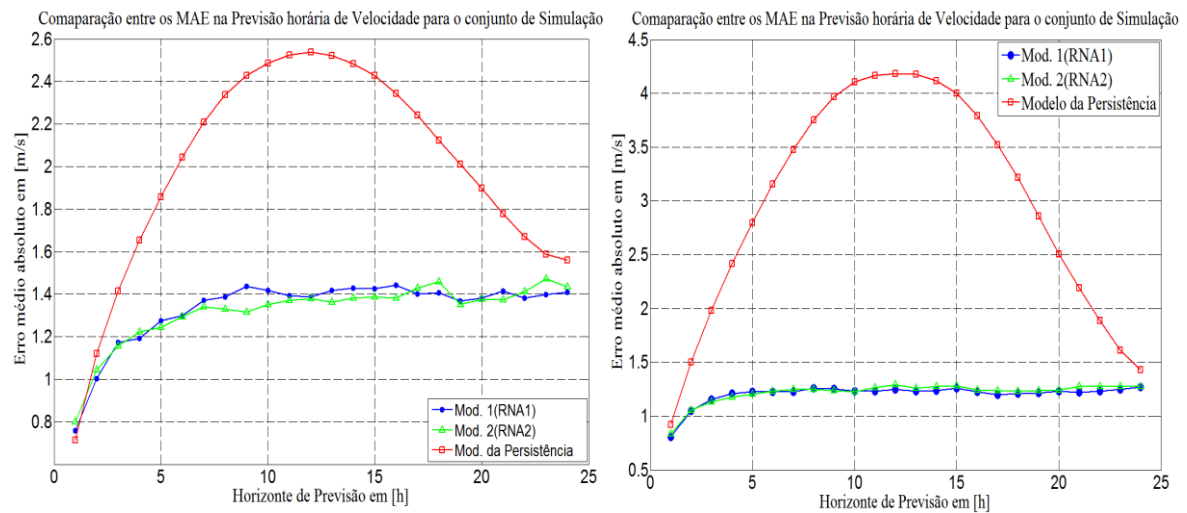 Comaparação entre os MAE na Previsão horária de Velocidade para o conjunto de Simulação
2.6
2.4
2.2
2
1.8
1.6
1.4
1.2
1
0.8
Erro médio absoluto em [m/s]
0
5
10
15
20
25
Horizonte de Previsão em [h]
Mod. 1(RNA1)
Mod. 2(RNA2)
Mod. da Persistência
Comaparação entre os MAE na Previsão horária de Velocidade para o conjunto de Simulação
4.5
4
3.5
3
2.5
2
1.5
1
0.5
Erro médio absoluto em [m/s]
0
5
10
15
20
25
Horizonte de Previsão em [h]
Mod. 1(RNA1)
Mod. 2(RNA2)
Modelo da Persistência